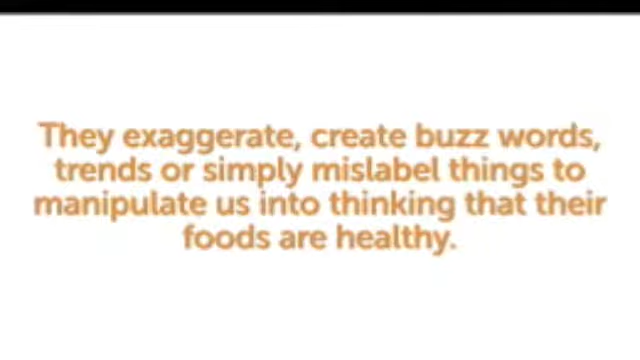 They exaggerate, create buzz words,
trends or simply mislabel things to
manipulate us into thinking that their
foods are healthy.